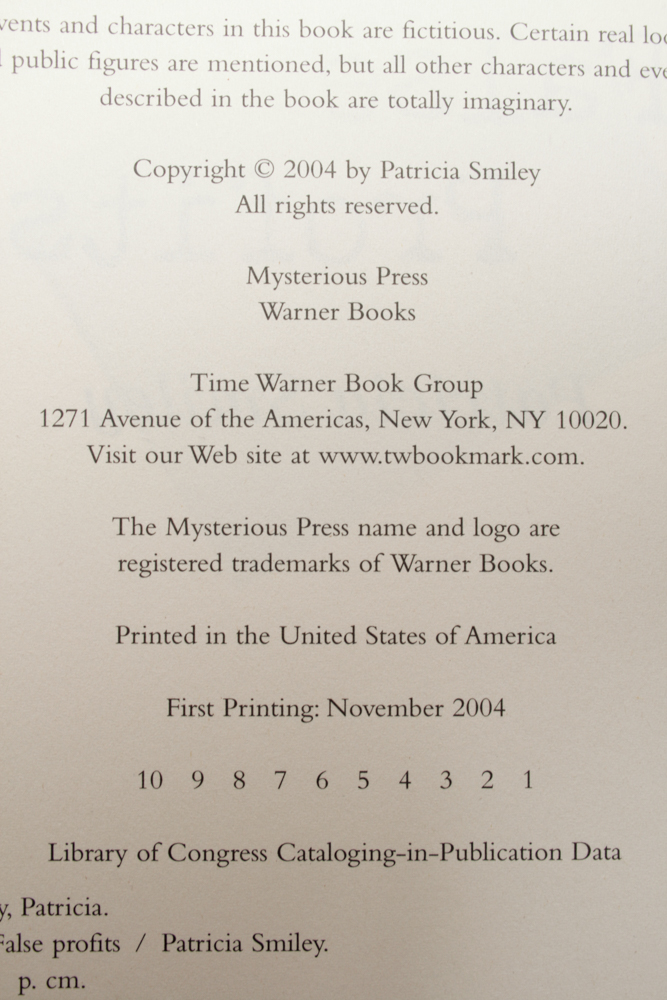 vents and characters in this book are fictitious. Certain real loc
public figures are mentioned, but all other characters and eve
described in the book are totally imaginary.
Copyright © 2004 by Patricia Smiley
All rights reserved.
Mysterious Press
Warner Books
Time Warner Book Group
1271 Avenue of the Americas, New York, NY 10020.
Visit our Web site at www.twbookmark.com.
The Mysterious Press name and logo are
registered trademarks of Warner Books.
Printed in the United States of America
First Printing: November 2004
10 9 8 7 6 5 4 3 2 1
Library of Congress Cataloging-in-Publication Data
y, Patricia.
False profits / Patricia Smiley.
p. cm.